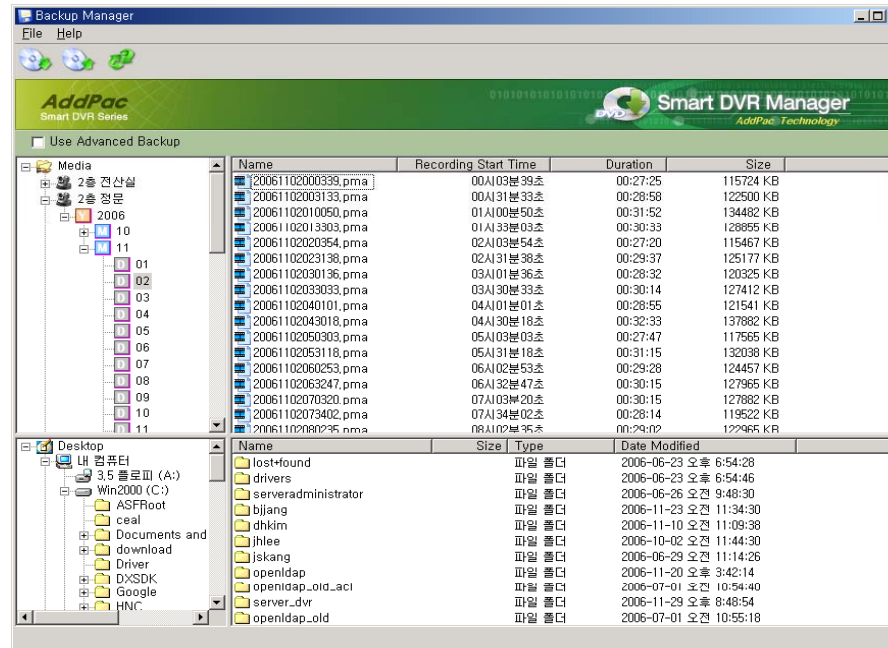 Backup Manager
File Help
AddPac
Smart DVR Series
Smart DVR Manager
AddPac Technology
Use Advanced Backup
Media
2층 전산실
2층 정문
2006
10
11
01
02
03
04
05
06
07
08
09
10
11
Name Recording Start Time Duration Size
20061102000339.pma 00시03분39초 00:27:25 115724 KB
20061102003133.pma 00시31분33초 00:28:58 122500 KB
20061102010050.pma 01시00분50초 00:31:52 134482 KB
20061102013303.pma 01시33분03초 00:30:33 128855 KB
20061102020354.pma 02시03분54초 00:27:20 115467 KB
20061102023138.pma 02시31분38초 00:29:37 125177 KB
20061102030136.pma 03시01분36초 00:28:32 120325 KB
20061102033033.pma 03시30분33초 00:30:14 127412 KB
20061102040101.pma 04시01분01초 00:28:55 121541 KB
20061102043018.pma 04시30분18초 00:32:33 137882 KB
20061102050303.pma 05시03분03초 00:27:47 117565 KB
20061102053118.pma 05시31분18초 00:31:15 132038 KB
20061102060253.pma 06시02분53초 00:29:28 124457 KB
20061102063247.pma 06시32분47초 00:30:15 127965 KB
20061102070320.pma 07시03분20초 00:30:15 127882 KB
20061102073402.pma 07시34분02초 00:28:14 119522 KB
20061102080235.pma 08시02분35초 00:29:02 122965 KB
Desktop
내 컴퓨터
3.5 플로피 (A:)
Win2000 (C:)
ASFRoot
ceal
Documents and
download
Driver
DXSDK
Google
HNC
Name Size Type Date Modified
lost+found 파일 폴더 2006-06-23 오후 6:54:28
drivers 파일 폴더 2006-06-23 오후 6:54:46
serveradministrator 파일 폴더 2006-06-26 오전 9:48:30
bjjang 파일 폴더 2006-11-23 오전 11:34:30
dhkim 파일 폴더 2006-11-10 오전 11:09:38
jhlee 파일 폴더 2006-10-02 오전 11:44:30
jskang 파일 폴더 2006-06-29 오전 11:14:26
openldap 파일 폴더 2006-11-20 오후 3:42:14
openldap_old_acl 파일 폴더 2006-07-01 오전 10:54:40
server_dvr 파일 폴더 2006-11-29 오후 8:48:54
openldap_old 파일 폴더 2006-07-01 오전 10:55:18